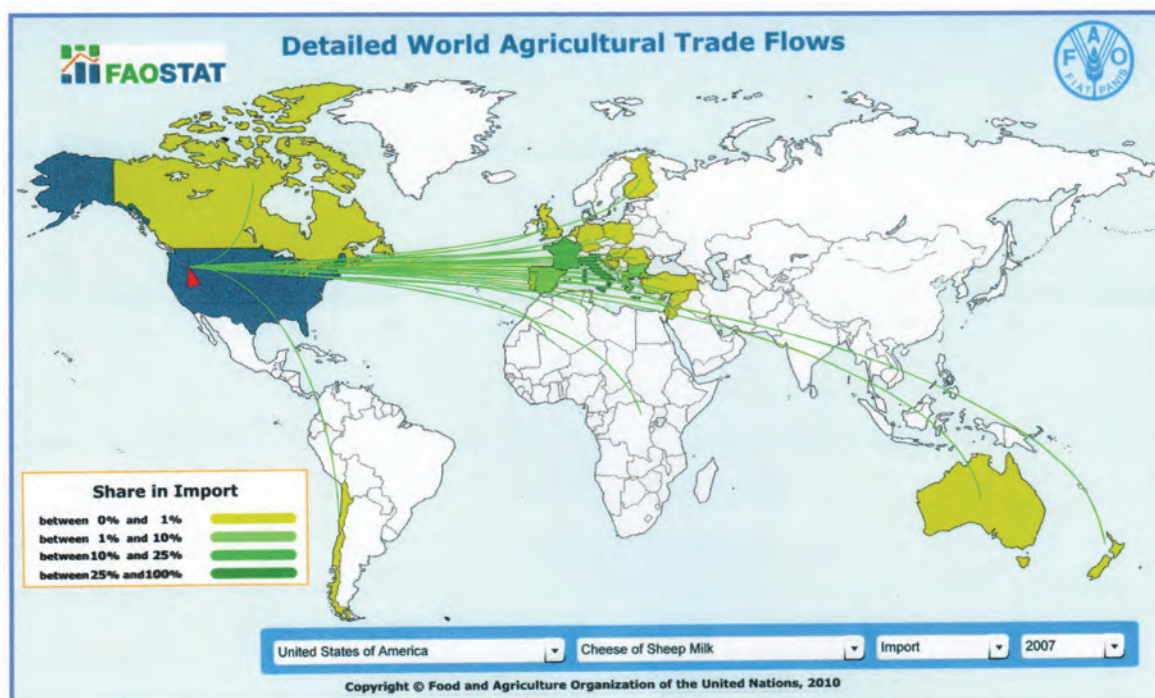 Detailed World Agricultural Trade Flows
FAOSTAT
F A O
FIAT PANIS
Share in Import
between 0% and 1%
between 1% and 10%
between 10% and 25%
between 25% and 100%
United States of America
Cheese of Sheep Milk
Import
2007
Copyright © Food and Agriculture Organization of the United Nations, 2010